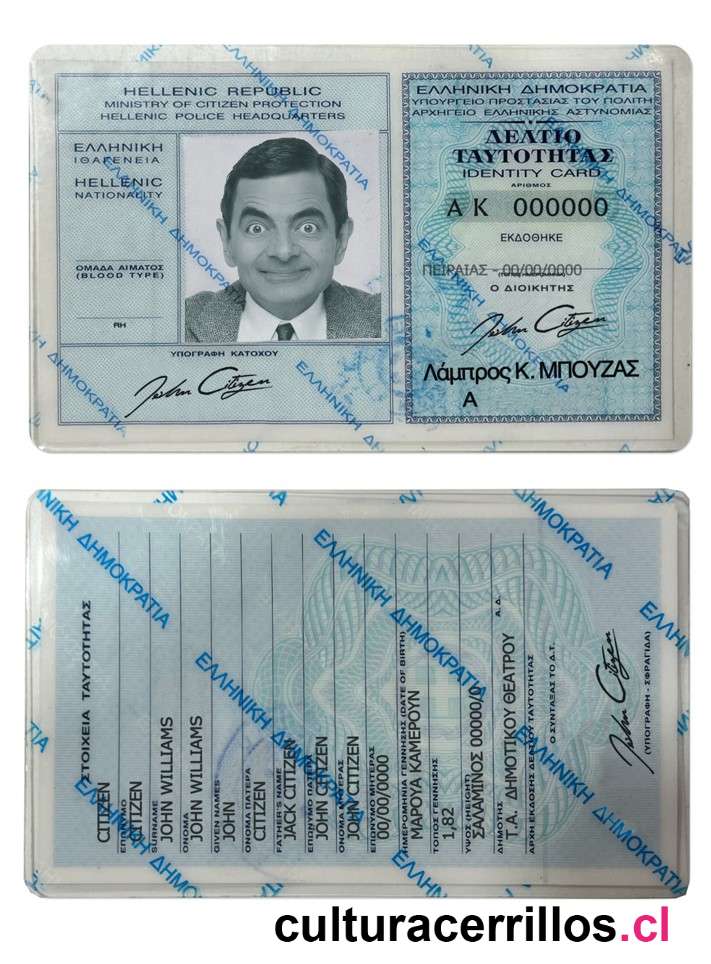 HELLENIC REPUBLIC
MINISTRY OF CITIZEN PROTECTION
HELLENIC POLICE HEADQUARTERS
ΕΛΛΗΝΙΚΗ
ΙΘΑΓΕΝΕΙΑ
HELLENIC
NATIONALITY
ΟΜΑΔΑ ΑΙΜΑΤΟΣ
(BLOOD TYPE)
RH
ΥΠΟΓΡΑΦΗ ΚΑΤΟΧΟΥ
John Citizen
ΕΛΛΗΝΙΚΗ ΔΗΜΟΚΡΑΤΙΑ
ΥΠΟΥΡΓΕΙΟ ΠΡΟΣΤΑΣΙΑΣ ΤΟΥ ΠΟΛΙΤΗ
ΑΡΧΗΓΕΙΟ ΕΛΛΗΝΙΚΗΣ ΑΣΤΥΝΟΜΙΑΣ
ΔΕΛΤΙΟ
ΤΑΥΤΟΤΗΤΑΣ
IDENTITY CARD
ΑΡΙΘΜΟΣ
Α Κ 000000
ΕΚΔΟΘΗΚΕ
ΠΕΙΡΑΙΑΣ - 00/00/0000
Ο ΔΙΟΙΚΗΤΗΣ
John Citizen
Λάμπρος Κ. ΜΠΟΥΖΑΣ
Α
ΕΛΛΗΝΙΚΗ ΔΗΜΟΚΡΑΤΙΑ
ΣΤΟΙΧΕΙΑ ΤΑΥΤΟΤΗΤΑΣ
CITIZEN
ΕΠΩΝΥΜΟ
CITIZEN
SURNAME
JOHN WILLIAMS
ΟΝΟΜΑ
JOHN WILLIAMS
GIVEN NAMES
JOHN
ΟΝΟΜΑ ΠΑΤΕΡΑ
CITIZEN
FATHER'S NAME
JACK CITIZEN
ΕΠΩΝΥΜΟ ΠΑΤΕΡΑ
JOHN CITIZEN
ΟΝΟΜΑ ΜΗΤΕΡΑΣ
JOHN CITIZEN
ΕΠΩΝΥΜΟ ΜΗΤΕΡΑΣ
00/00/0000
ΗΜΕΡΟΜΗΝΙΑ ΓΕΝΝΗΣΗΣ (DATE OF BIRTH)
ΜΑΡΟΥΑ ΚΑΜΕΡΟΥΝ
ΤΟΠΟΣ ΓΕΝΝΗΣΗΣ
1,82
ΥΨΟΣ (HEIGHT)
ΣΑΛΑΜΙΝΟΣ 00000/0
ΔΗΜΟΤΗΣ
Α. Δ.
Τ.Α. ΔΗΜΟΤΙΚΟΥ ΘΕΑΤΡΟΥ
ΑΡΧΗ ΕΚΔΟΣΗΣ ΔΕΛΤΙΟΥ ΤΑΥΤΟΤΗΤΑΣ
Ο ΣΥΝΤΑΞΑΣ ΤΟ Δ.Τ.
John Citizen
(ΥΠΟΓΡΑΦΗ - ΣΦΡΑΓΙΔΑ)
ΕΛΛΗΝΙΚΗ ΔΗΜΟΚΡΑΤΙΑ
culturacerrillos.cl